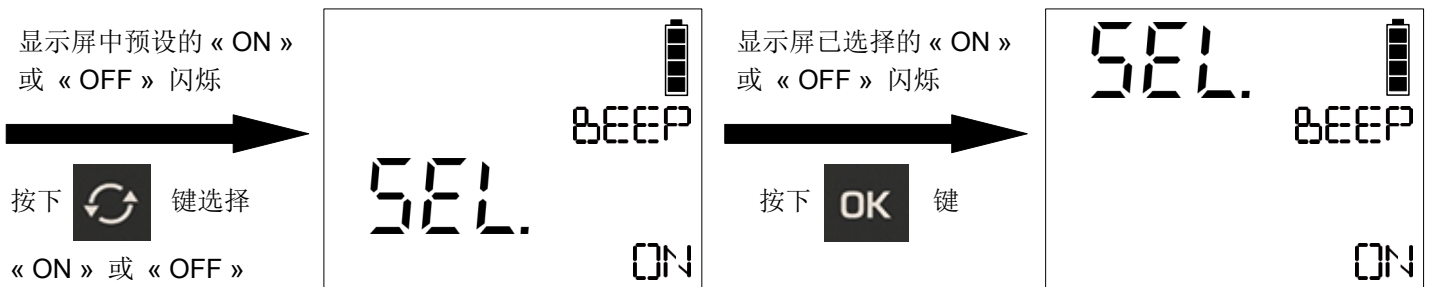 显示屏中预设的 « ON »
或 « OFF » 闪烁
按下 键选择
« ON » 或 « OFF »
BEEP
SEL.
ON
显示屏已选择的 « ON »
或 « OFF » 闪烁
按下 OK 键
SEL.
BEEP
ON